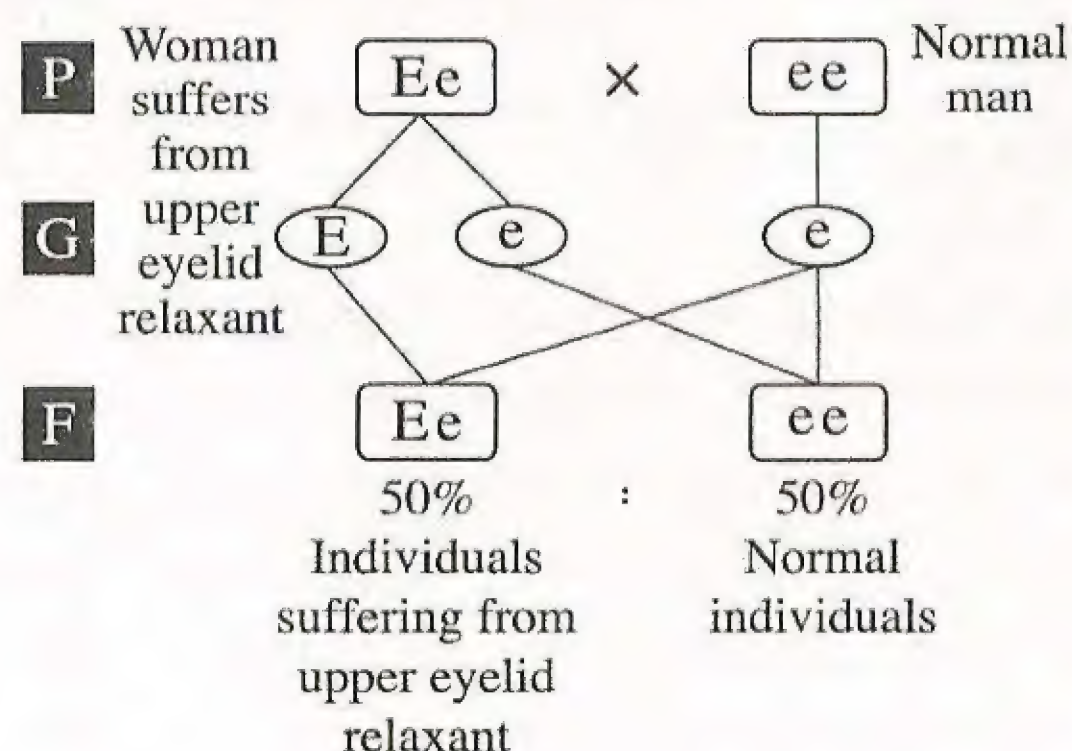 P
Woman
suffers
from
upper
eyelid
relaxant
Ee
×
ee
Normal
man
G
E
e
e
F
Ee
ee
50%
:
50%
Individuals
suffering from
upper eyelid
relaxant
Normal
individuals